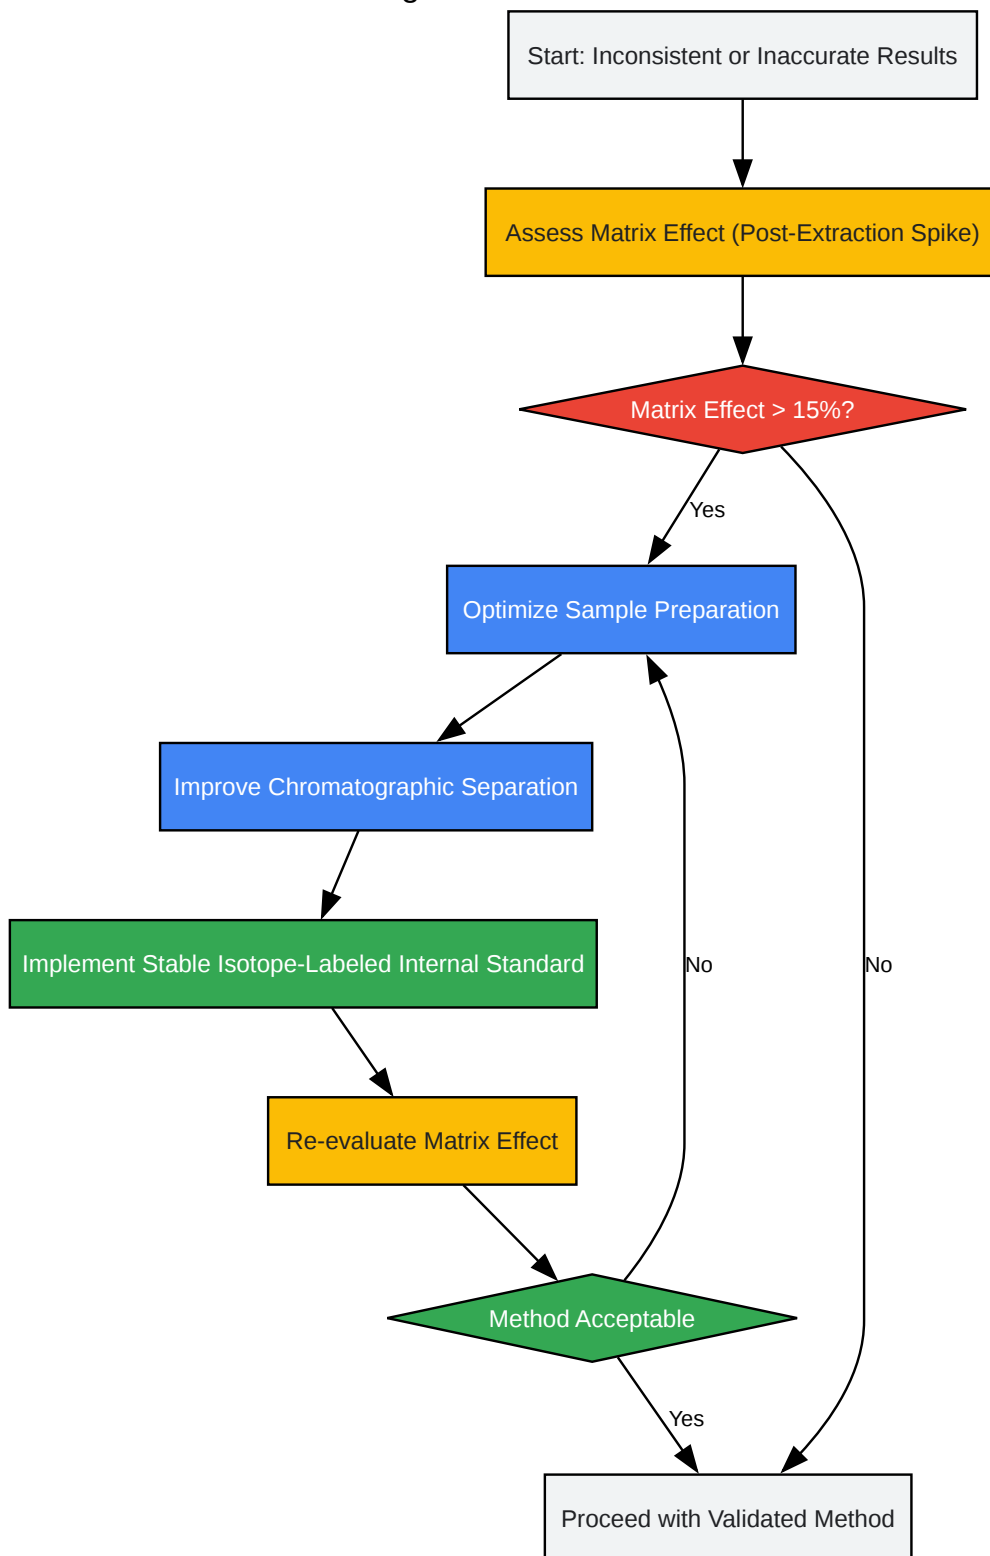 Start: Inconsistent or Inaccurate Results
Assess Matrix Effect (Post-Extraction Spike)
Matrix Effect > 15%?
Yes
Optimize Sample Preparation
Improve Chromatographic Separation
Implement Stable Isotope-Labeled Internal Standard
No
No
Re-evaluate Matrix Effect
Method Acceptable
Yes
Proceed with Validated Method